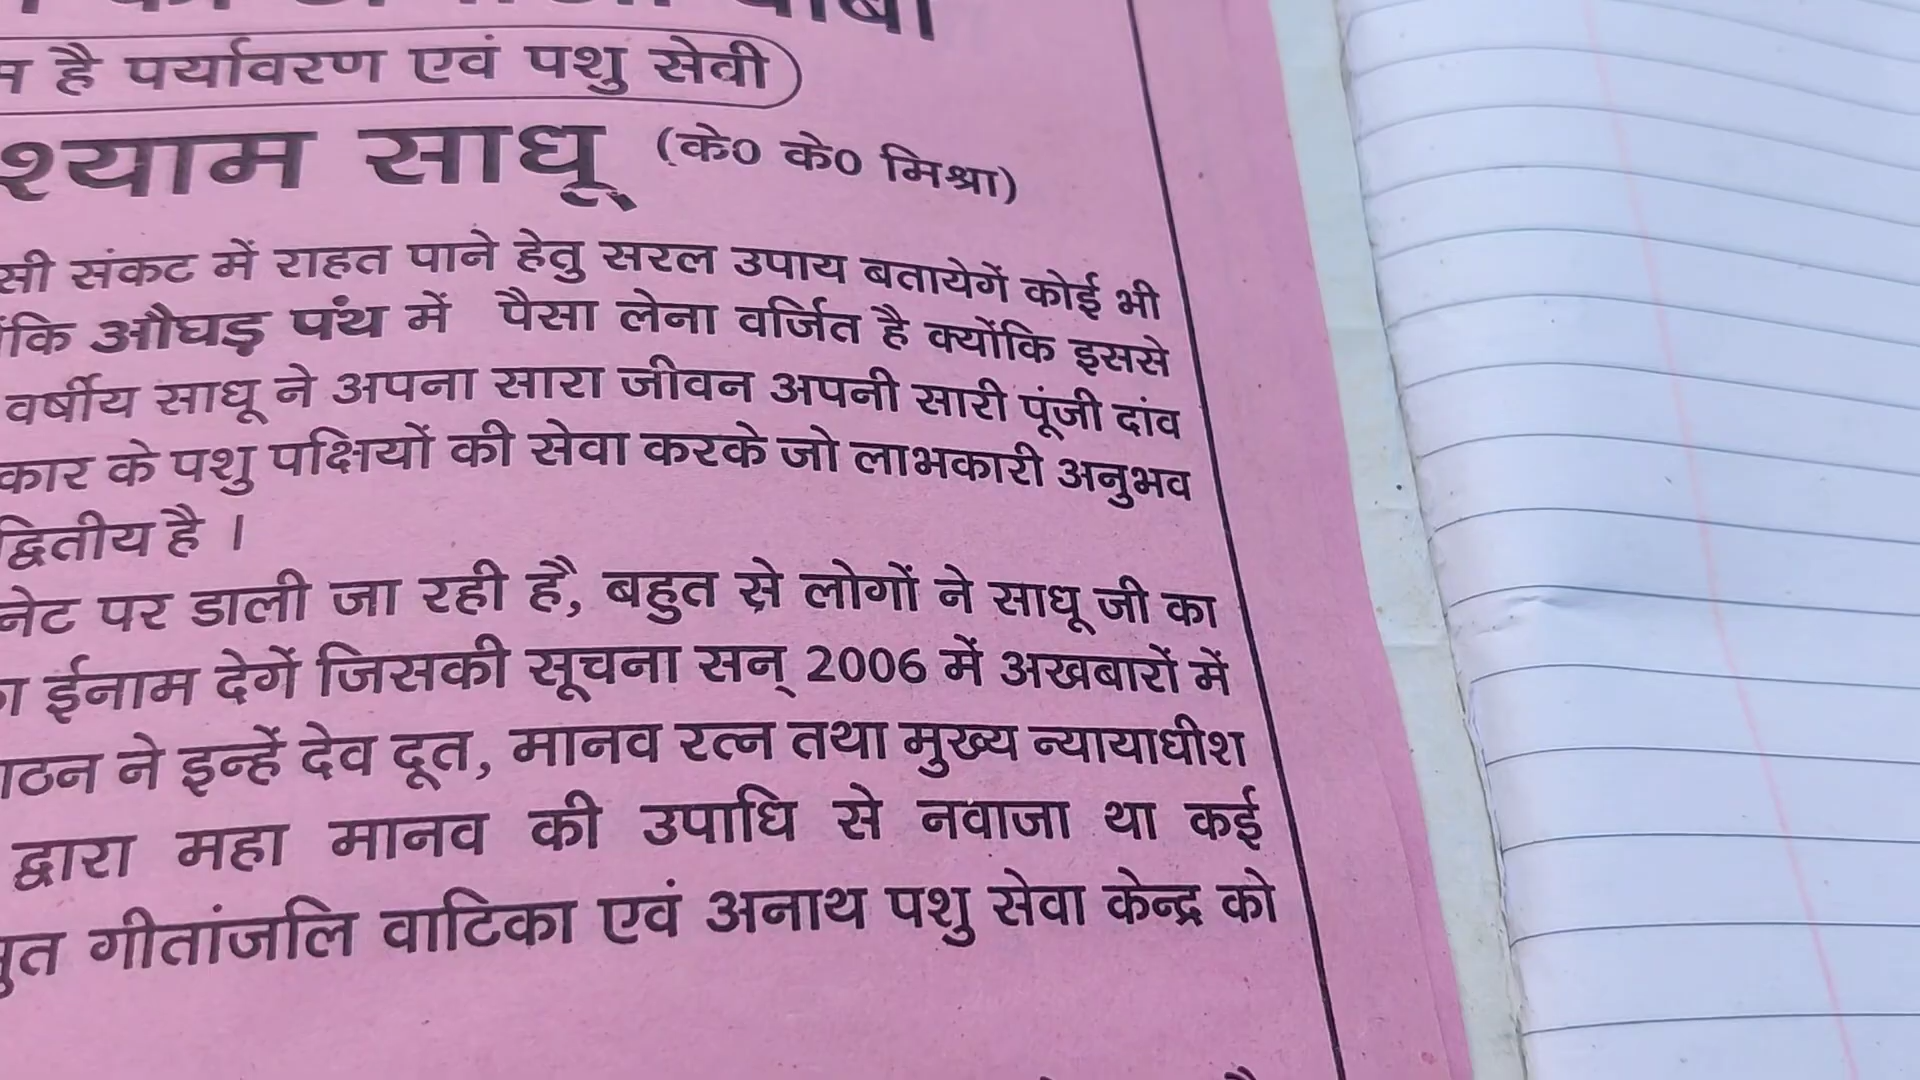 है पर्यावरण एवं पशु सेवी
श्याम साधू (के० के० मिश्रा)
संकट में राहत पाने हेतु सरल उपाय बतायेगें कोई भी
औघड़ पंथ में पैसा लेना वर्जित है क्योंकि इससे
वर्षीय साधू ने अपना सारा जीवन अपनी सारी पूंजी दांव
के पशु पक्षियों की सेवा करके जो लाभकारी अनुभव
द्वितीय है ।
नेट पर डाली जा रही है, बहुत से लोगों ने साधू जी का
ईनाम देगें जिसकी सूचना सन् 2006 में अखबारों में
ने इन्हें देव दूत, मानव रत्न तथा मुख्य न्यायाधीश
द्वारा महा मानव की उपाधि से नवाजा था कई
गीतांजलि वाटिका एवं अनाथ पशु सेवा केन्द्र को